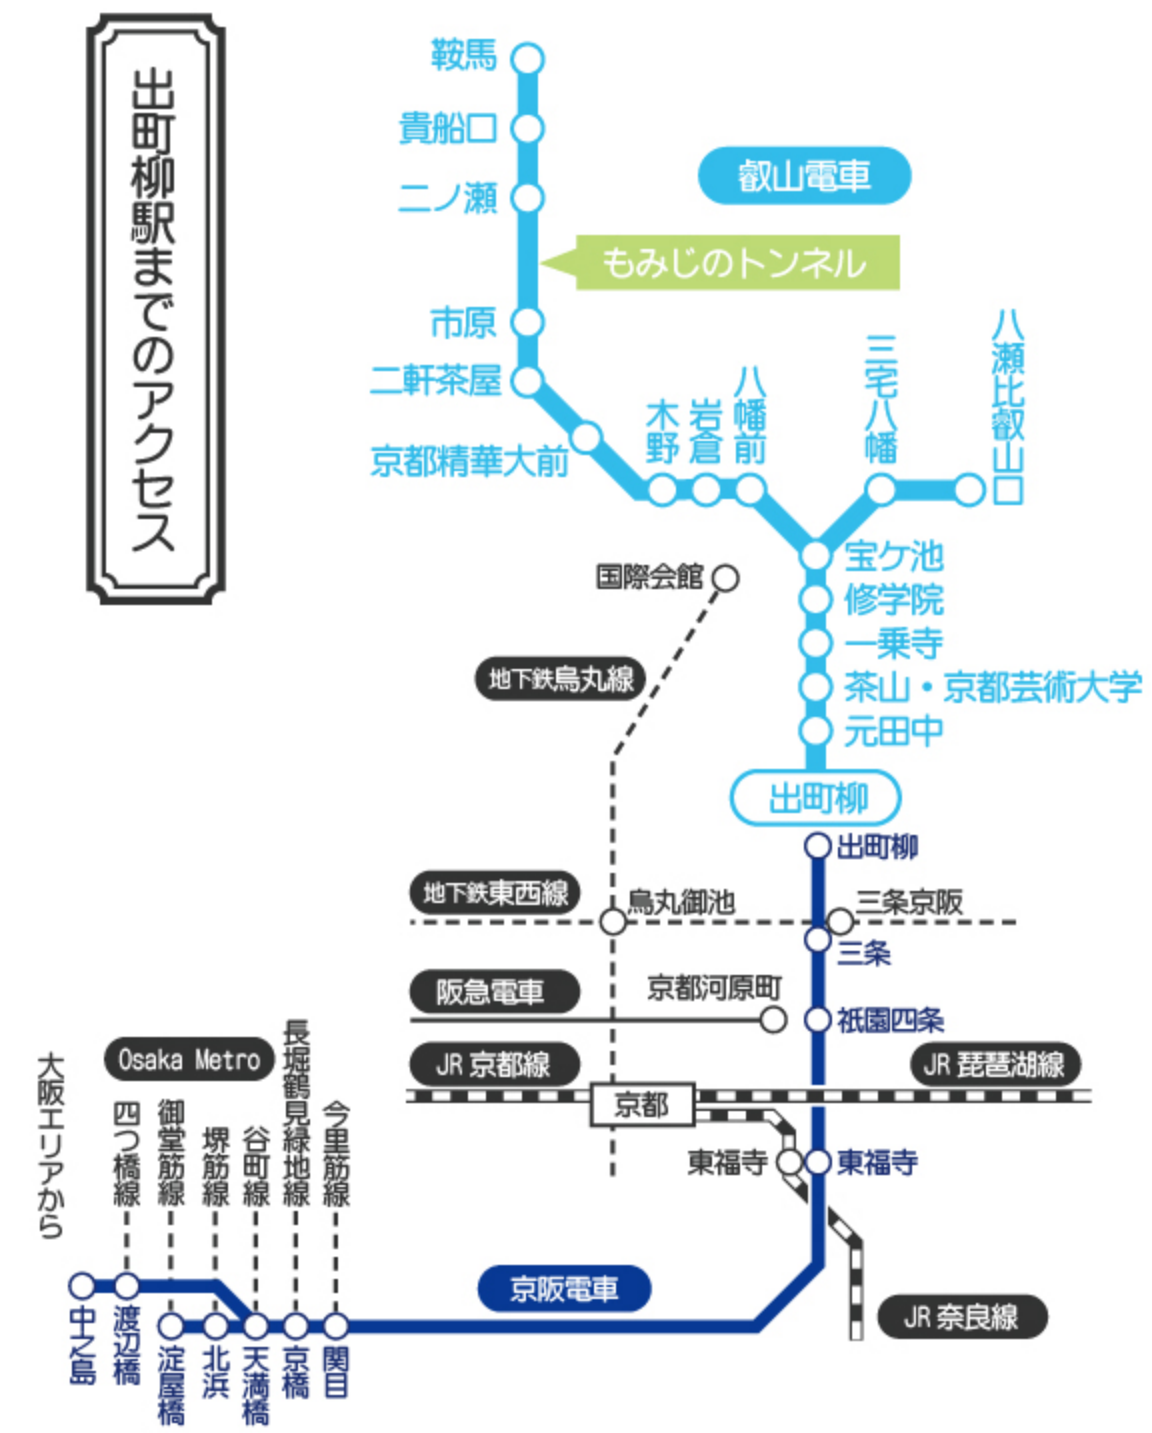 出町柳駅までのアクセス
鞍馬
貴船口
二ノ瀬
叡山電車
もみじのトンネル
市原
二軒茶屋
京都精華大前
木野
岩倉
八幡前
三宅八幡
八瀬比叡山口
宝ケ池
修学院
一乗寺
茶山・京都芸術大学
元田中
出町柳
国際会館
地下鉄烏丸線
出町柳
地下鉄東西線
烏丸御池
三条京阪
三条
阪急電車
京都河原町
祇園四条
JR 京都線
JR 琵琶湖線
京都
東福寺
東福寺
大阪エリアから
Osaka Metro
四つ橋線
御堂筋線
堺筋線
谷町線
長堀鶴見緑地線
今里筋線
京阪電車
JR 奈良線
中之島
渡辺橋
淀屋橋
北浜
天満橋
京橋
関目